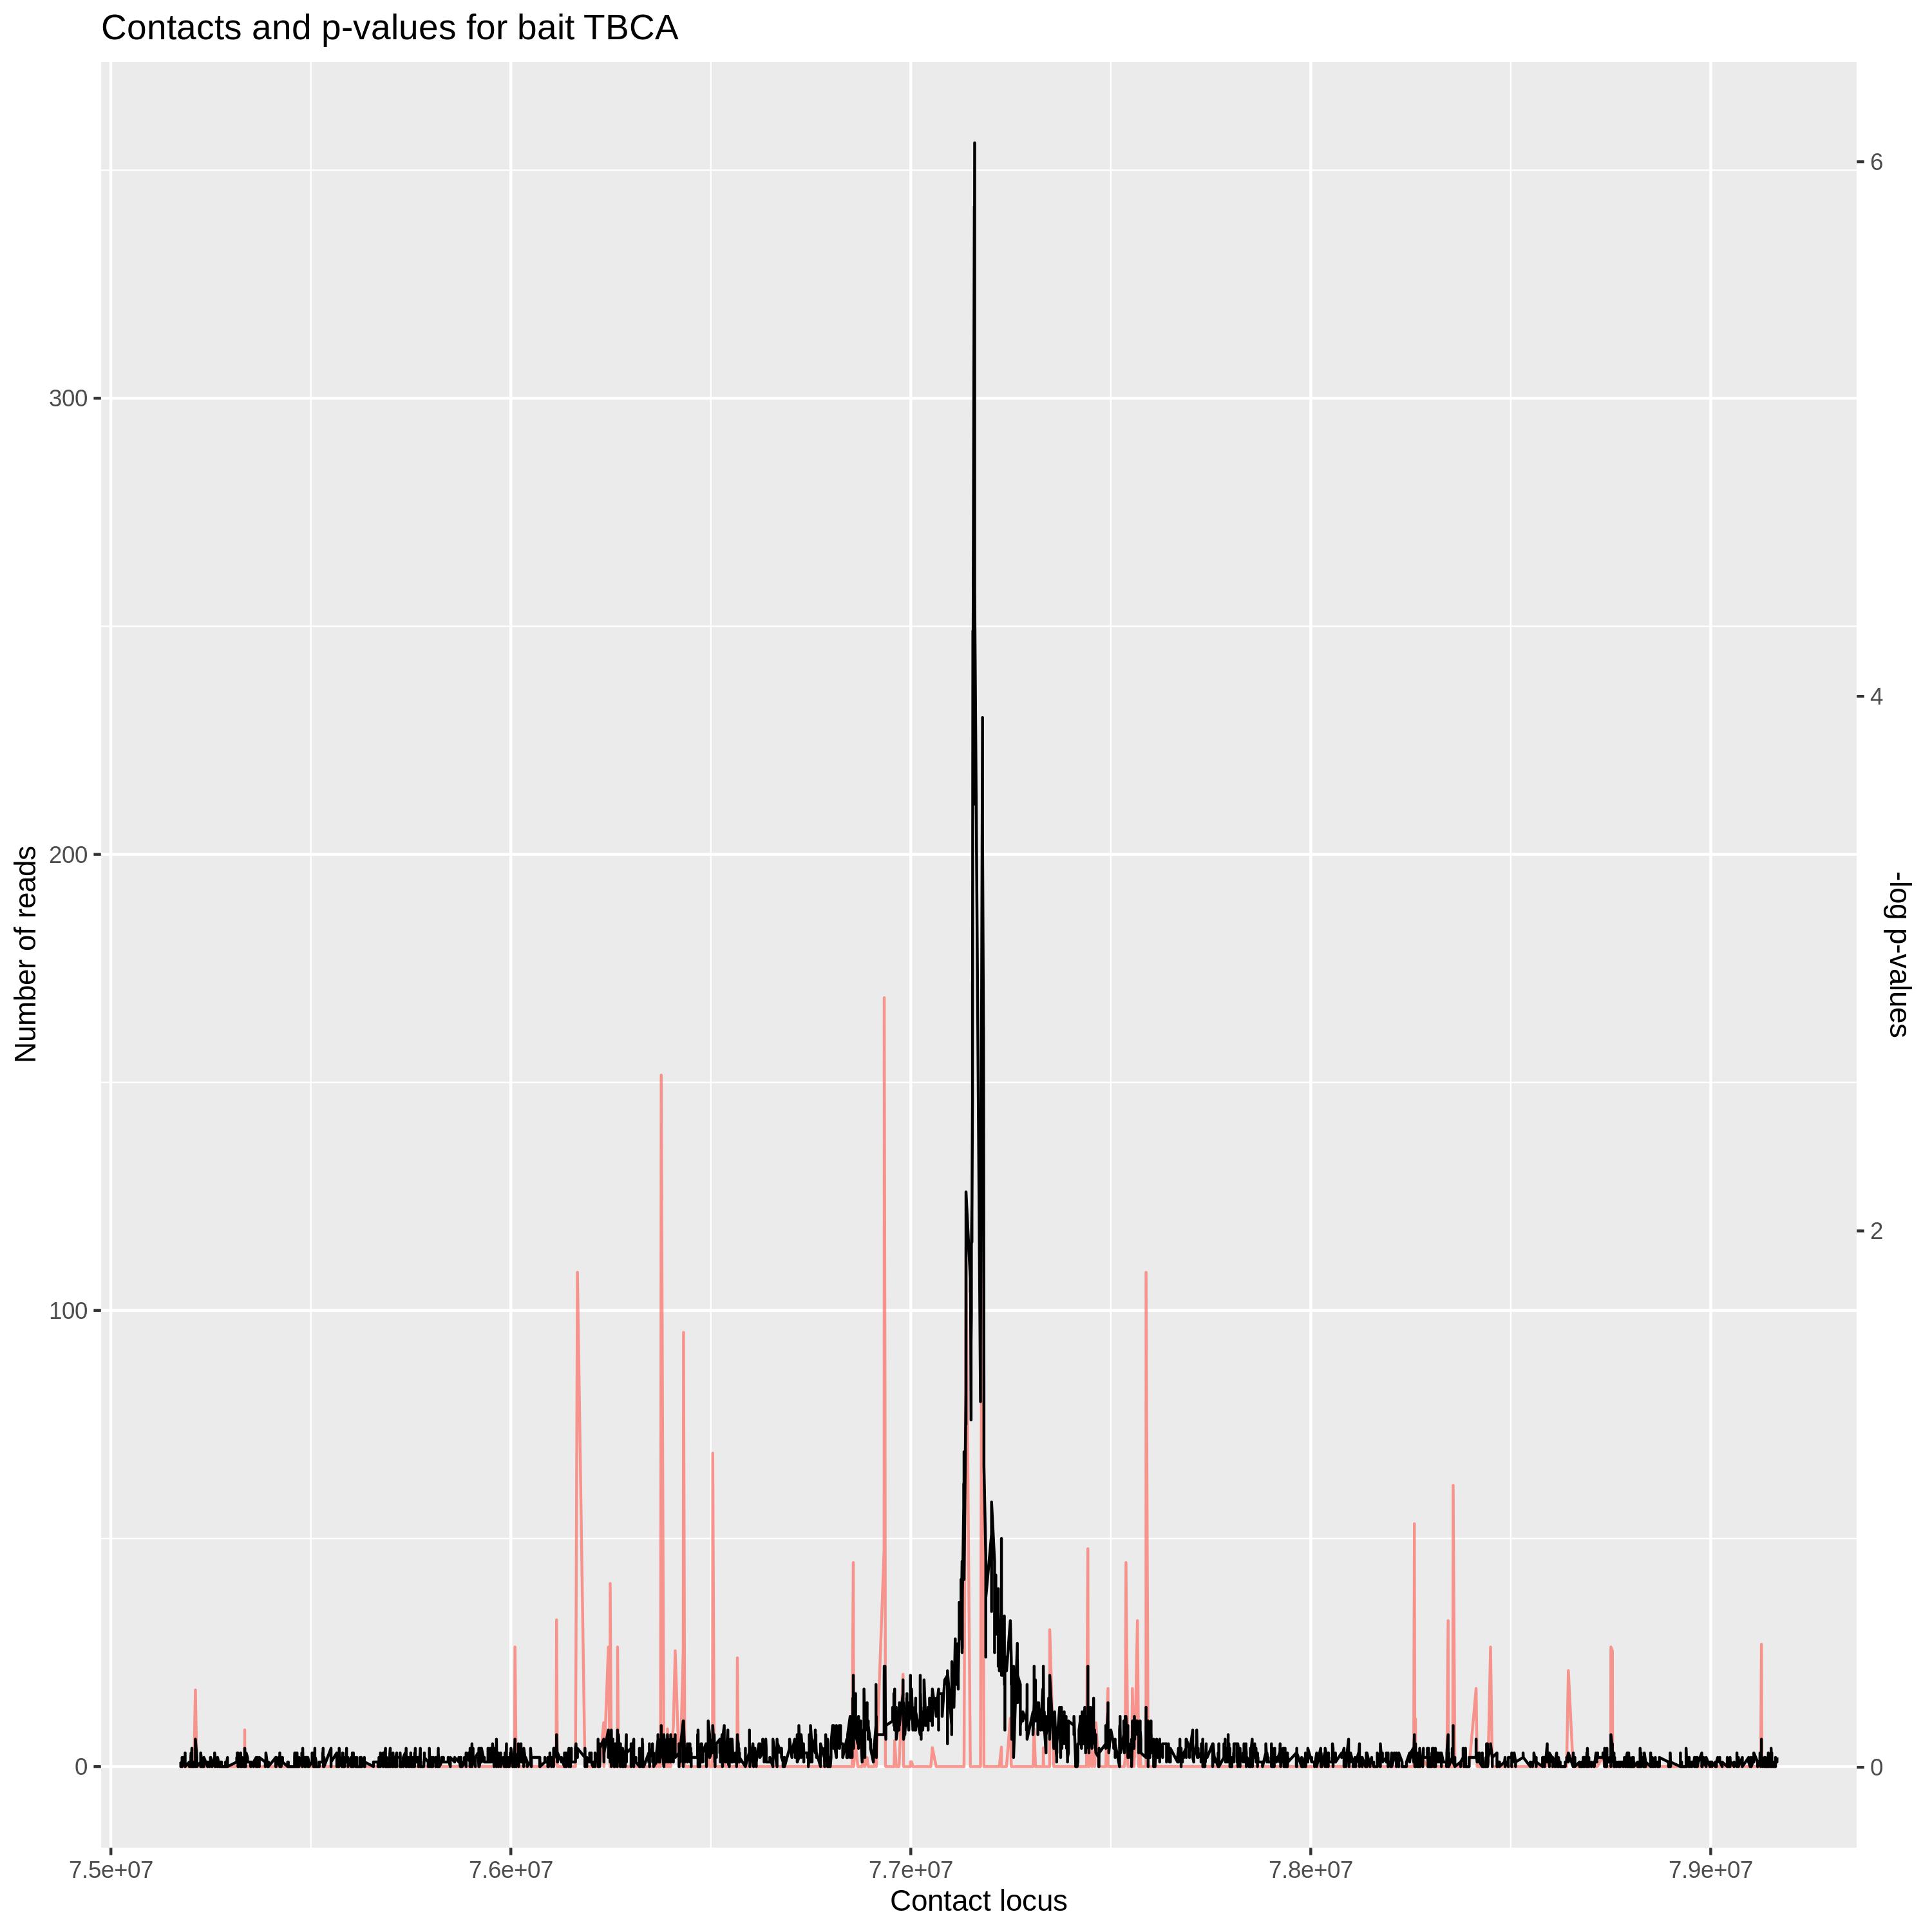 Contacts and p-values for bait TBCA
Number of reads
300
200
100
0
6
4
2
0
-log p-values
7.5e+07
7.6e+07
7.7e+07
7.8e+07
7.9e+07
Contact locus